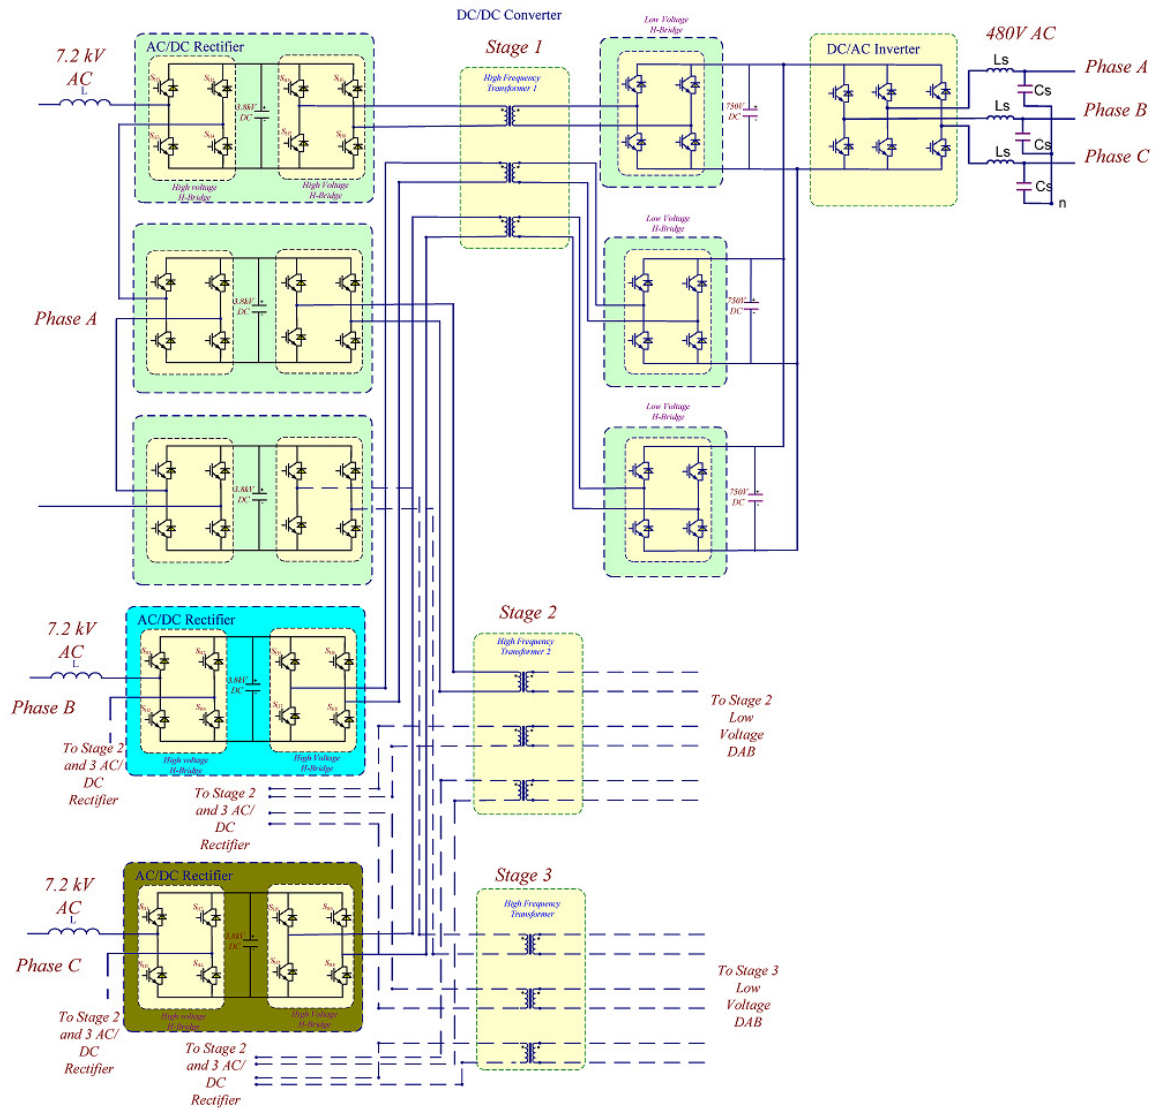 DC/DC Converter
7.2 kV
AC
L
AC/DC Rectifier
3.8kV
DC
High voltage
H-Bridge
High Voltage
H-Bridge
Stage 1
High Frequency
Transformer 1
Low Voltage
H-Bridge
750V
DC
DC/AC Inverter
480V AC
Ls
Phase A
Cs
Phase B
Ls
Cs
Phase C
Ls
Cs
n
Phase A
3.8kV
DC
Low Voltage
H-Bridge
750V
DC
3.8kV
DC
Low Voltage
H-Bridge
750V
DC
7.2 kV
AC
L
Phase B
AC/DC Rectifier
3.8kV
DC
High voltage
H-Bridge
High Voltage
H-Bridge
To Stage 2
and 3 AC/
DC
Rectifier
To Stage 2
and 3 AC/
DC
Rectifier
Stage 2
High Frequency
Transformer 2
To Stage 2
Low
Voltage
DAB
7.2 kV
AC
L
Phase C
AC/DC Rectifier
3.8kV
DC
High voltage
H-Bridge
High Voltage
H-Bridge
To Stage 2
and 3 AC/
DC
Rectifier
To Stage 2
and 3 AC/
DC
Rectifier
Stage 3
High Frequency
Transformer
To Stage 3
Low
Voltage
DAB